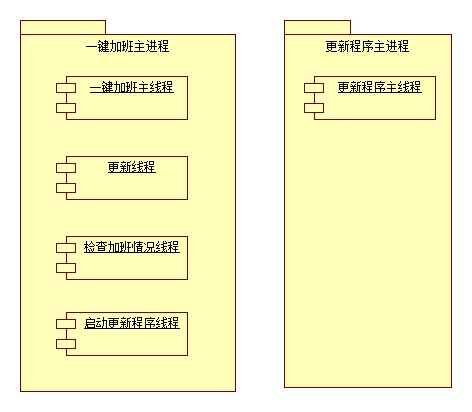 一键加班主进程
一键加班主线程
更新线程
检查加班情况线程
启动更新程序线程
更新程序主进程
更新程序主线程